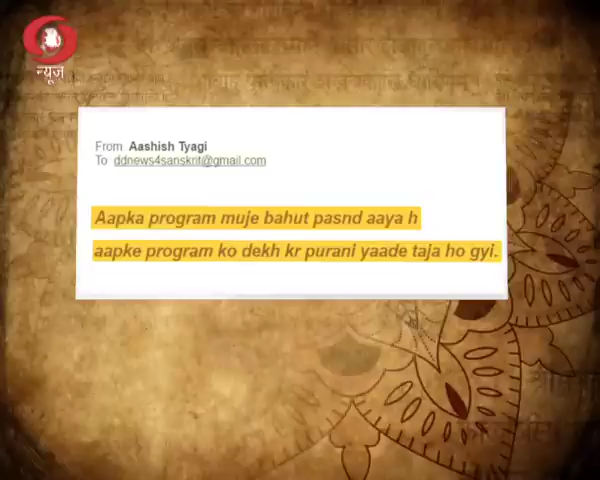 न्यूज़
From Aashish Tyagi
To ddnews4sanskrit@gmail.com
Aapka program muje bahut pasnd aaya h
aapke program ko dekh kr purani yaade taja ho gyi.